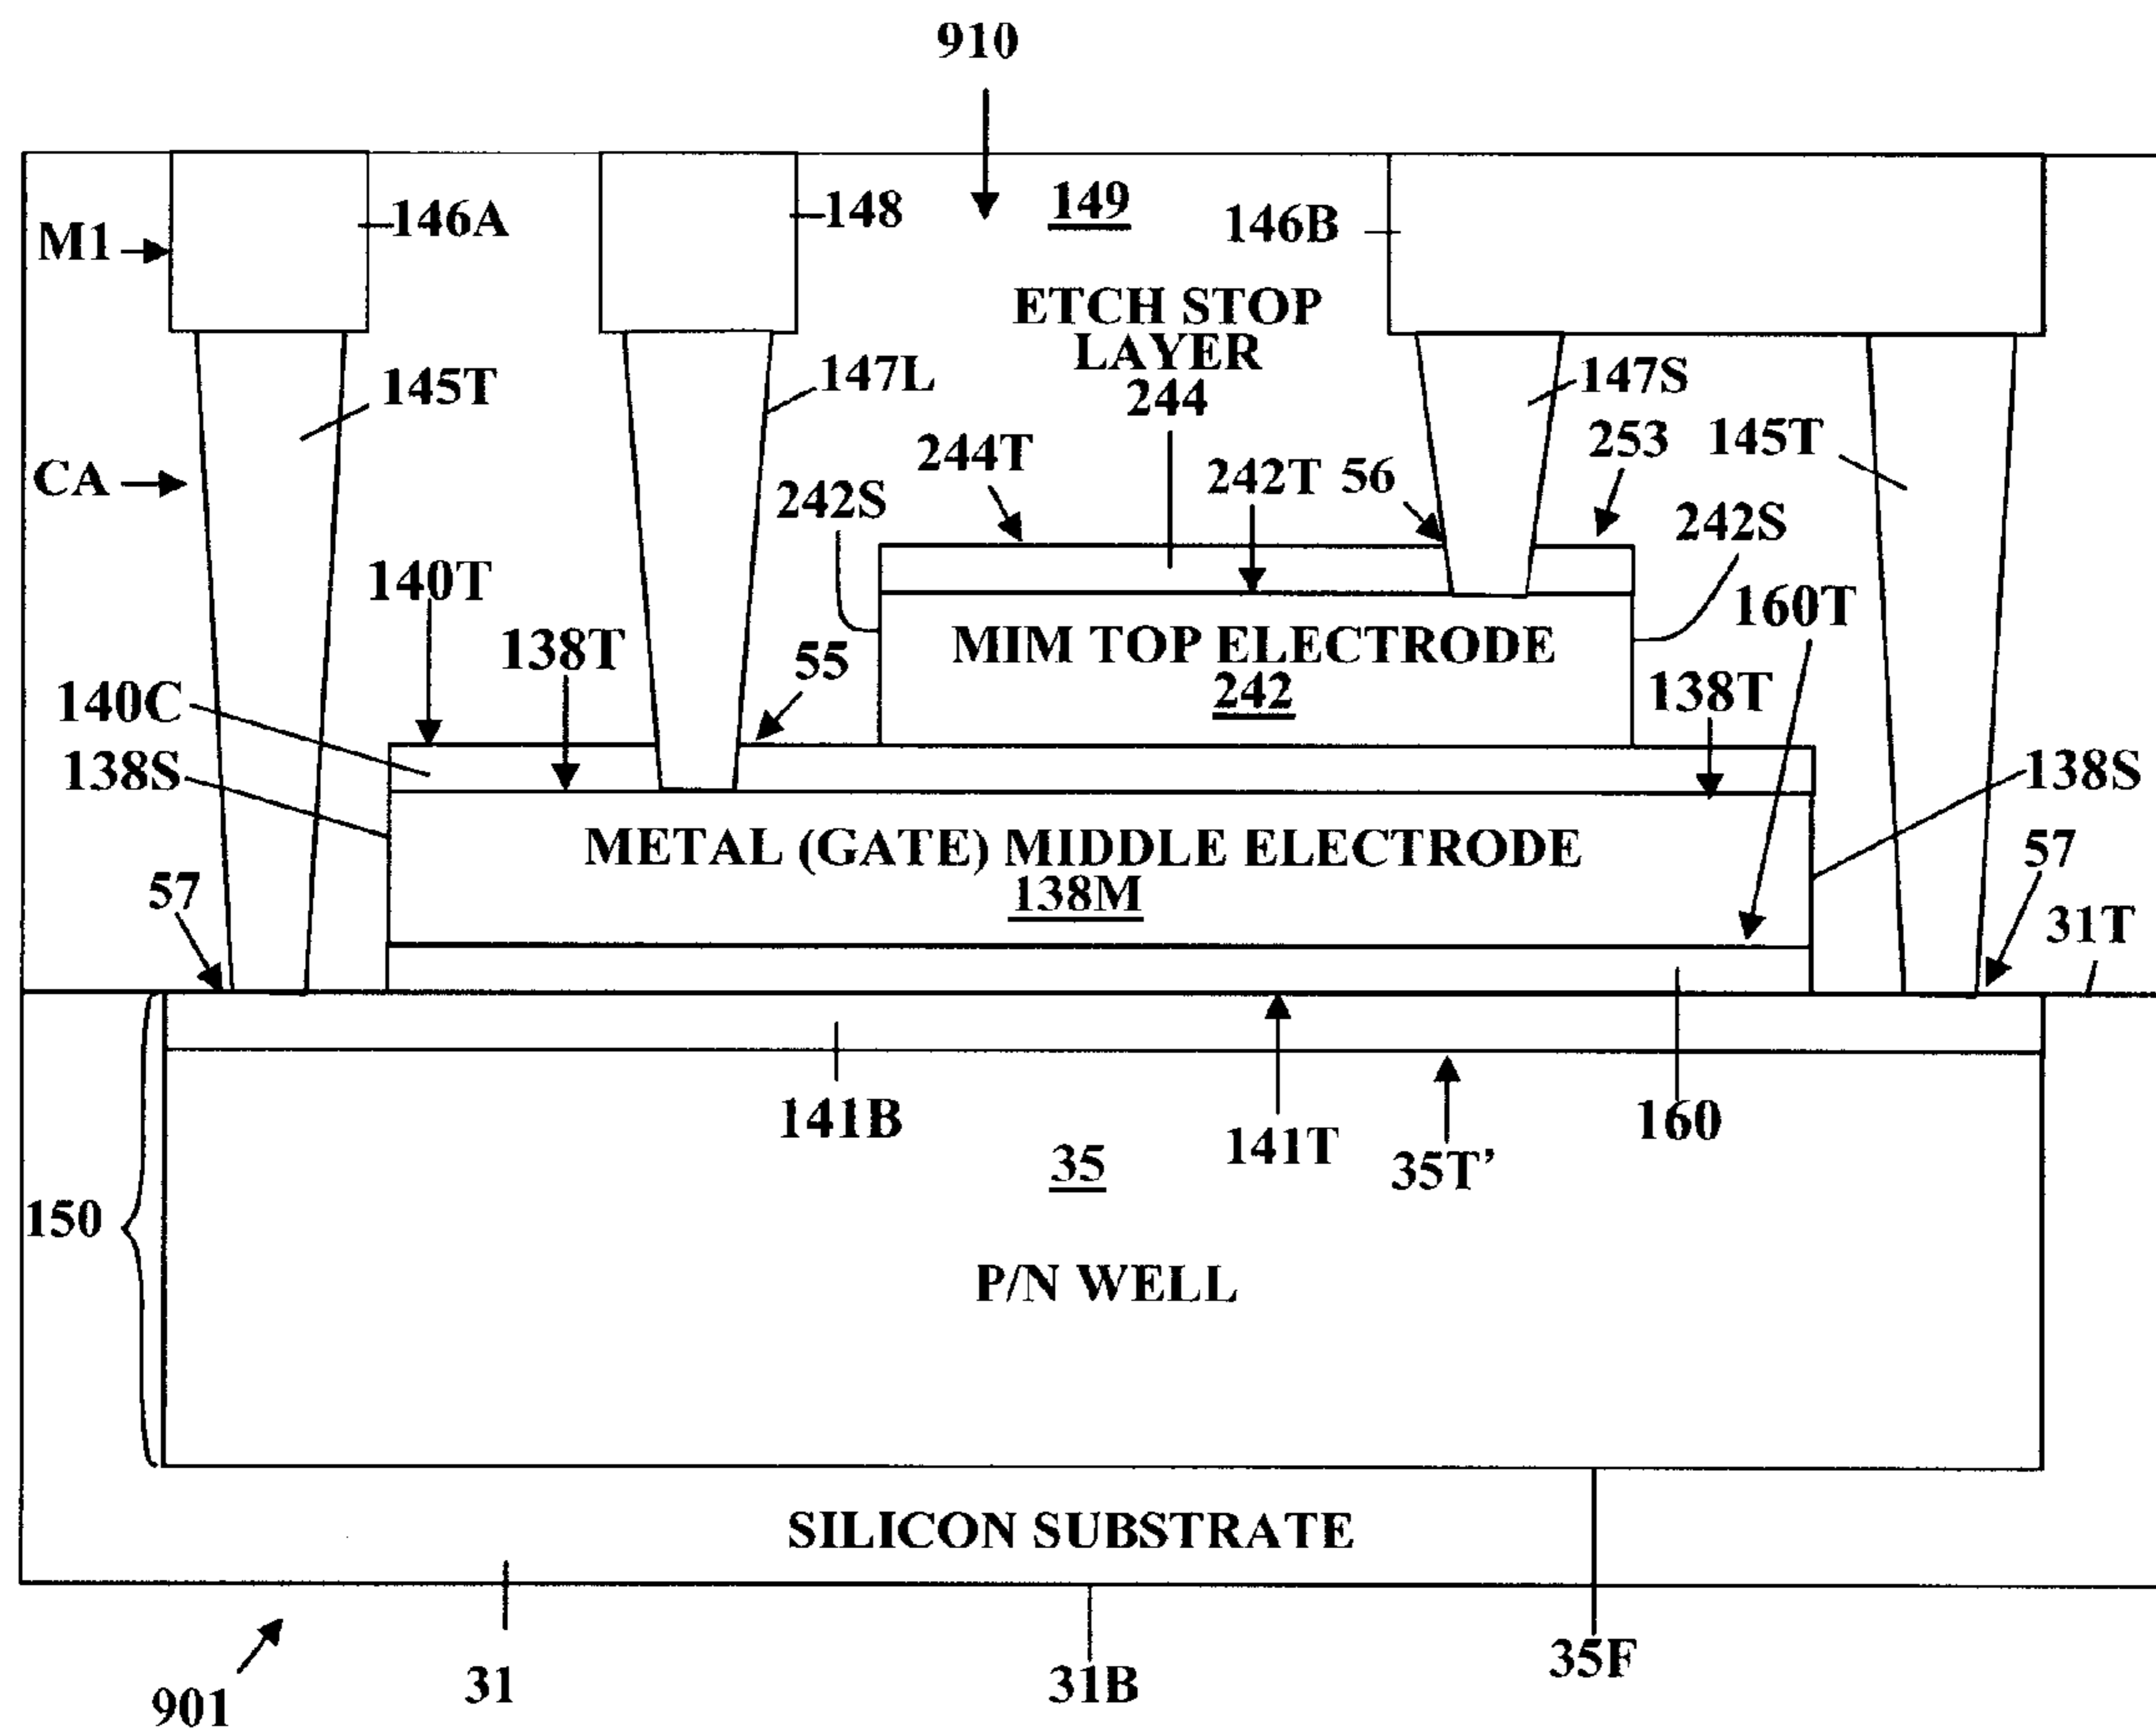 910
149
146A
148
146B
M1
ETCH STOP
LAYER
244
147L
147S
145T
253
145T
244T
242T
56
CA
242S
242S
140T
160T
138T
55
MIM TOP ELECTRODE
242
138T
140C
138S
138S
METAL (GATE) MIDDLE ELECTRODE
138M
57
57
31T
141B
141T
160
35T’
35
150
P/N WELL
SILICON SUBSTRATE
901
31
31B
35F